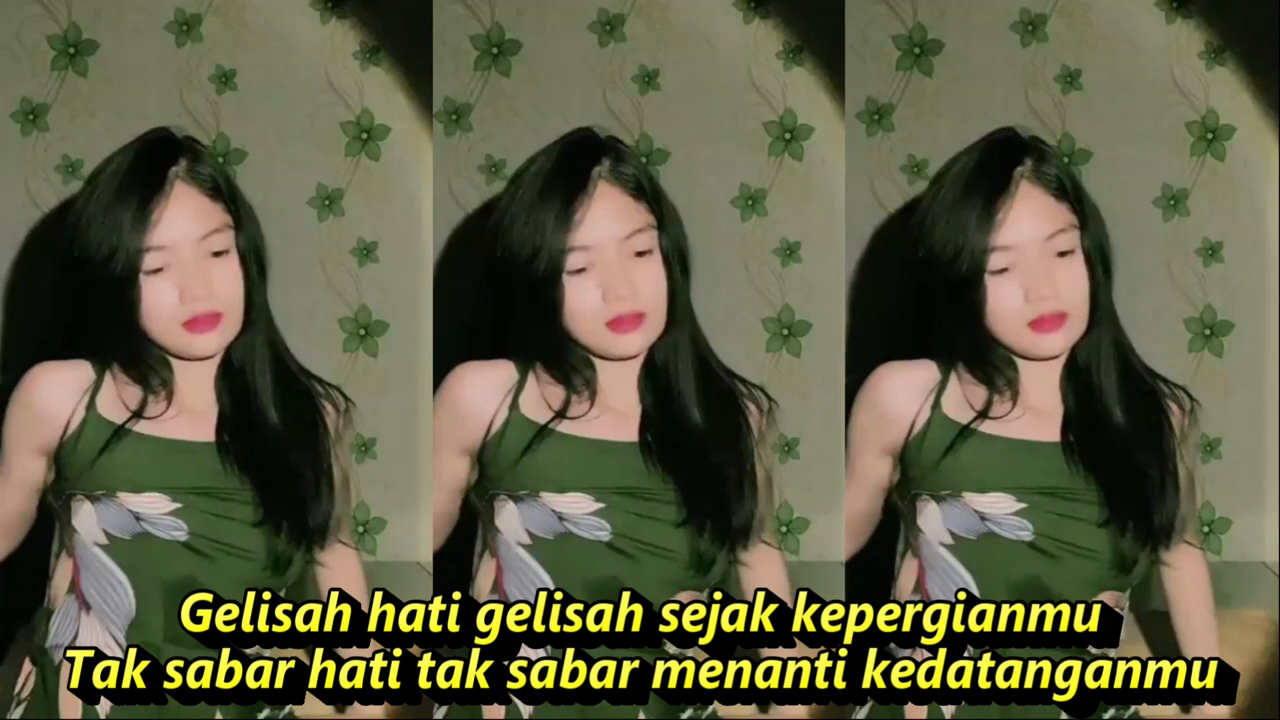 Gelisah hati gelisah sejak kepergianmu
Tak sabar hati tak sabar menanti kedatanganmu